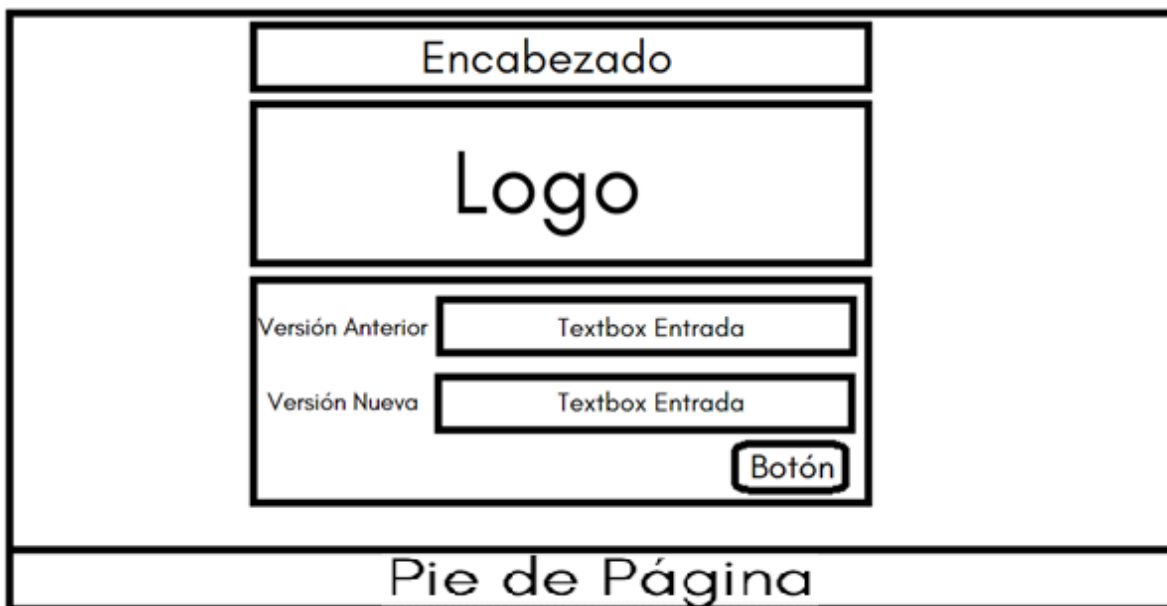 Encabezado
Logo
Versión Anterior Textbox Entrada
Versión Nueva Textbox Entrada
Botón
Pie de Página